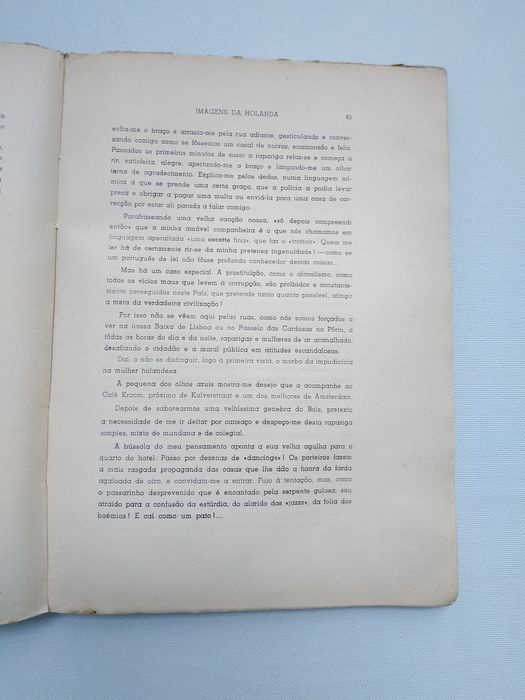 IMAGENS DA HOLANDA 45
enfia-me o braço e arrasta-me pela rua adiante, gesticulando e conver-
sando comigo como se fôssemos um casal de noivos, enamorado e feliz.
Passados os primeiros minutos de susto a rapariga relaz-se e começa a
rir, satisfeita, alegre, apertando-me o braço e lançando-me um olhar
terno de agradecimento. Explica-me pelos dedos, numa linguagem mí-
mica a que se prende uma certa graça, que a polícia a podia levar
presa e obrigar a pagar uma multa ou enviá-la para uma casa de cor-
recção por estar ali parada a falar comigo...
Parafraseando uma velha canção nossa, «só depois compreendi
então» que a minha amável companheira é o que nós chamamos em
linguagem aperaltada «uma cocotte fina», que faz o «trottoir». Quem me
ler há de certamente rir-se da minha pretensa ingenuïdade! — como se
um português de lei não fôsse profundo conhecedor destas coisas...
Mas há um caso especial. A prostituïção, como o alcoolismo, como
todos os vícios maus que levem à corrupção, são proïbidos e constante-
mente perseguidos neste País, que pretende tanto quanto possível, atingir
a meta da verdadeira civilização!
Por isso não se vêem aqui pelas ruas, como nós somos forçados a
ver na nossa Baixa de Lisboa ou no Passeio das Cardosas no Pôrto, a
tôdas as horas do dia e da noite, raparigas e mulheres de ar acanalhado,
desafiando o cidadão e a moral pública em atitudes escandalosas.
Daí, o não se distinguir, logo à primeira vista, o morbo da impudicícia
na mulher holandesa.
A pequena dos olhos azuis mostra-me desejo que a acompanhe ao
Café Kroom, próximo de Kalverstraat e um dos melhores de Amsterdam.
Depois de saborearmos uma velhíssima genebra do Bols, pretexto
a necessidade de me ir deitar por cansaço e despeço-me desta rapariga
simples, mixto de mundana e de colegial.
A bússola do meu pensamento aponta a sua velha agulha para o
quarto do hotel. Passo por dezenas de «dancings»! Os porteiros fazem
a mais rasgada propaganda das casas que lhe dão a honra da farda
agaloada de oiro, e convidam-me a entrar. Fujo à tentação, mas, como
o passarinho desprevenido que é encantado pela serpente gulosa, sou
atraído para a confusão da estúrdia, do alarido dos «jazzs», da folia dos
boémios! E caí como um pato!...